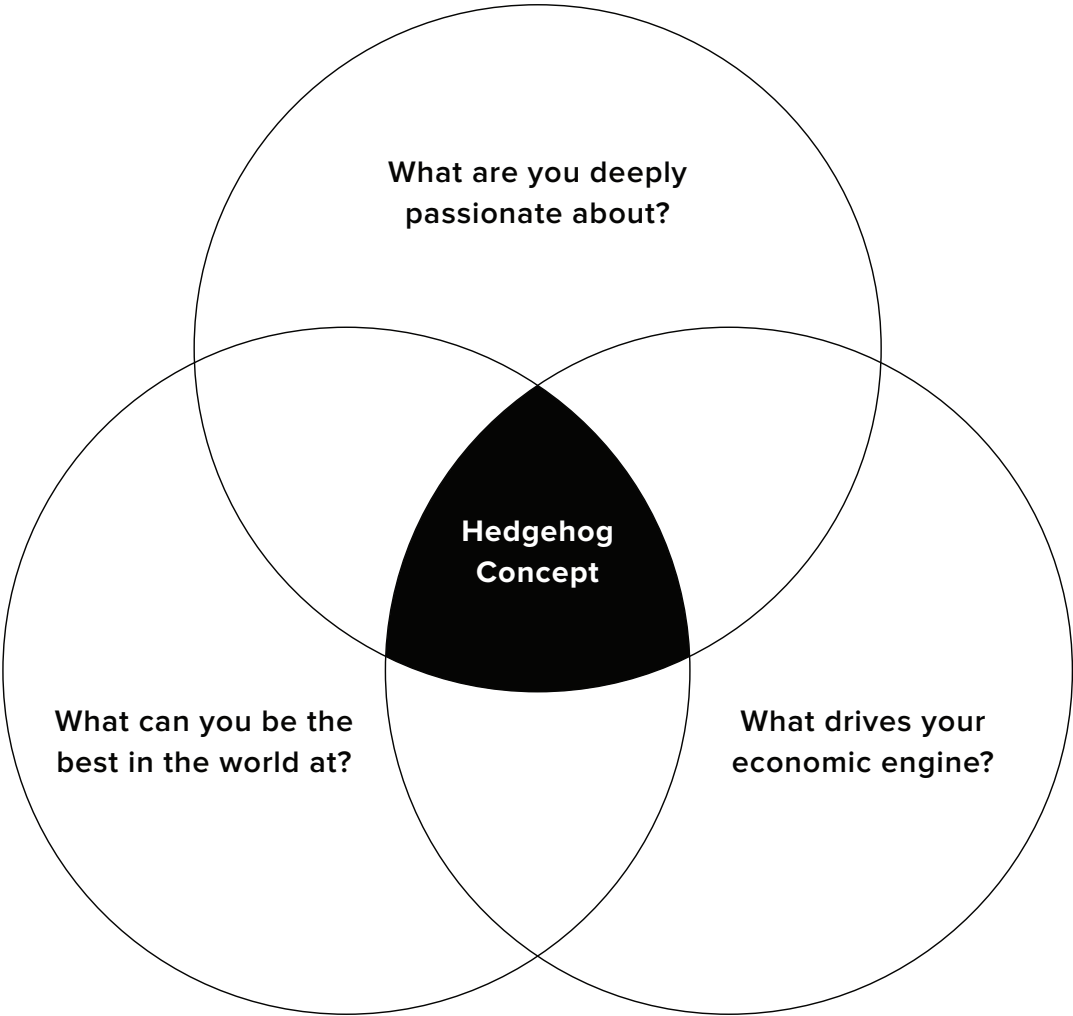 What are you deeply
passionate about?
Hedgehog
Concept
What can you be the
best in the world at?
What drives your
economic engine?